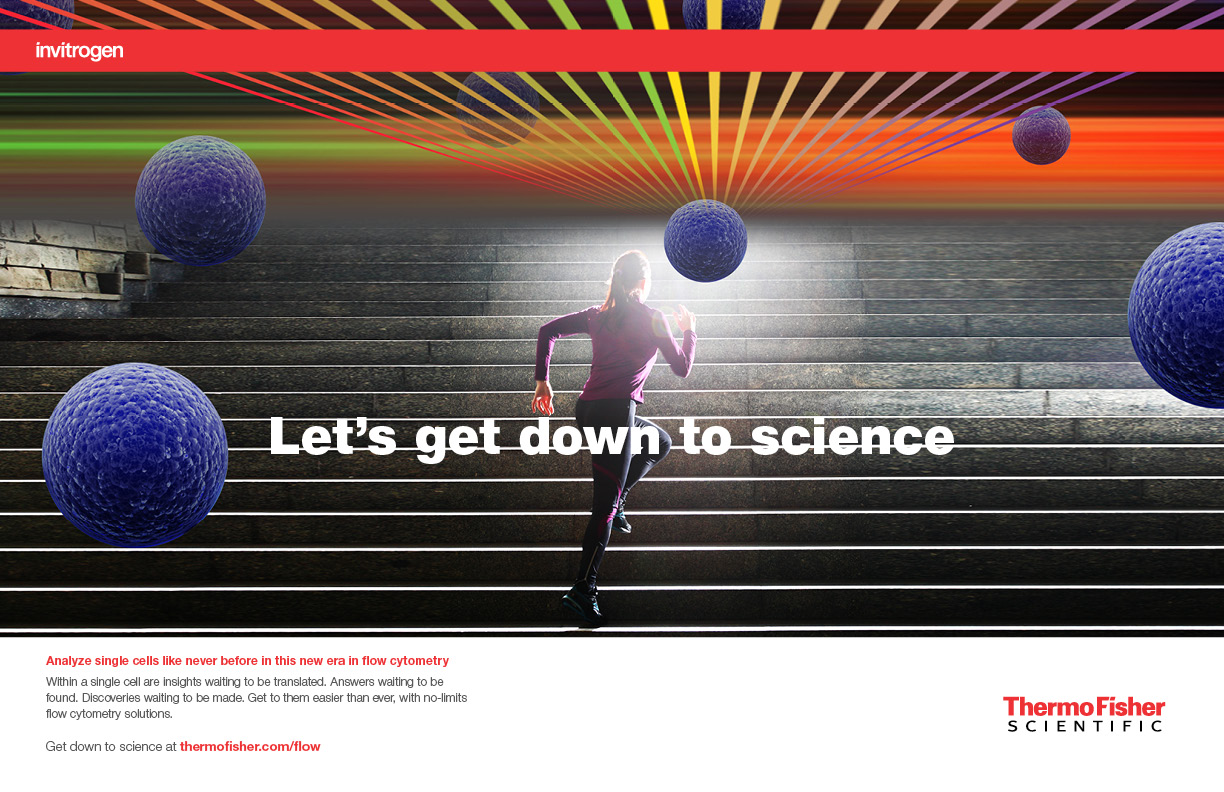 invitrogen
Let's get down to science
Analyze single cells like never before in this new era in flow cytometry
Within a single cell are insights waiting to be translated. Answers waiting to be
found. Discoveries waiting to be made. Get to them easier than ever, with no-limits
flow cytometry solutions.
Get down to science at thermofisher.com/flow
ThermoFisher
SCIENTIFIC